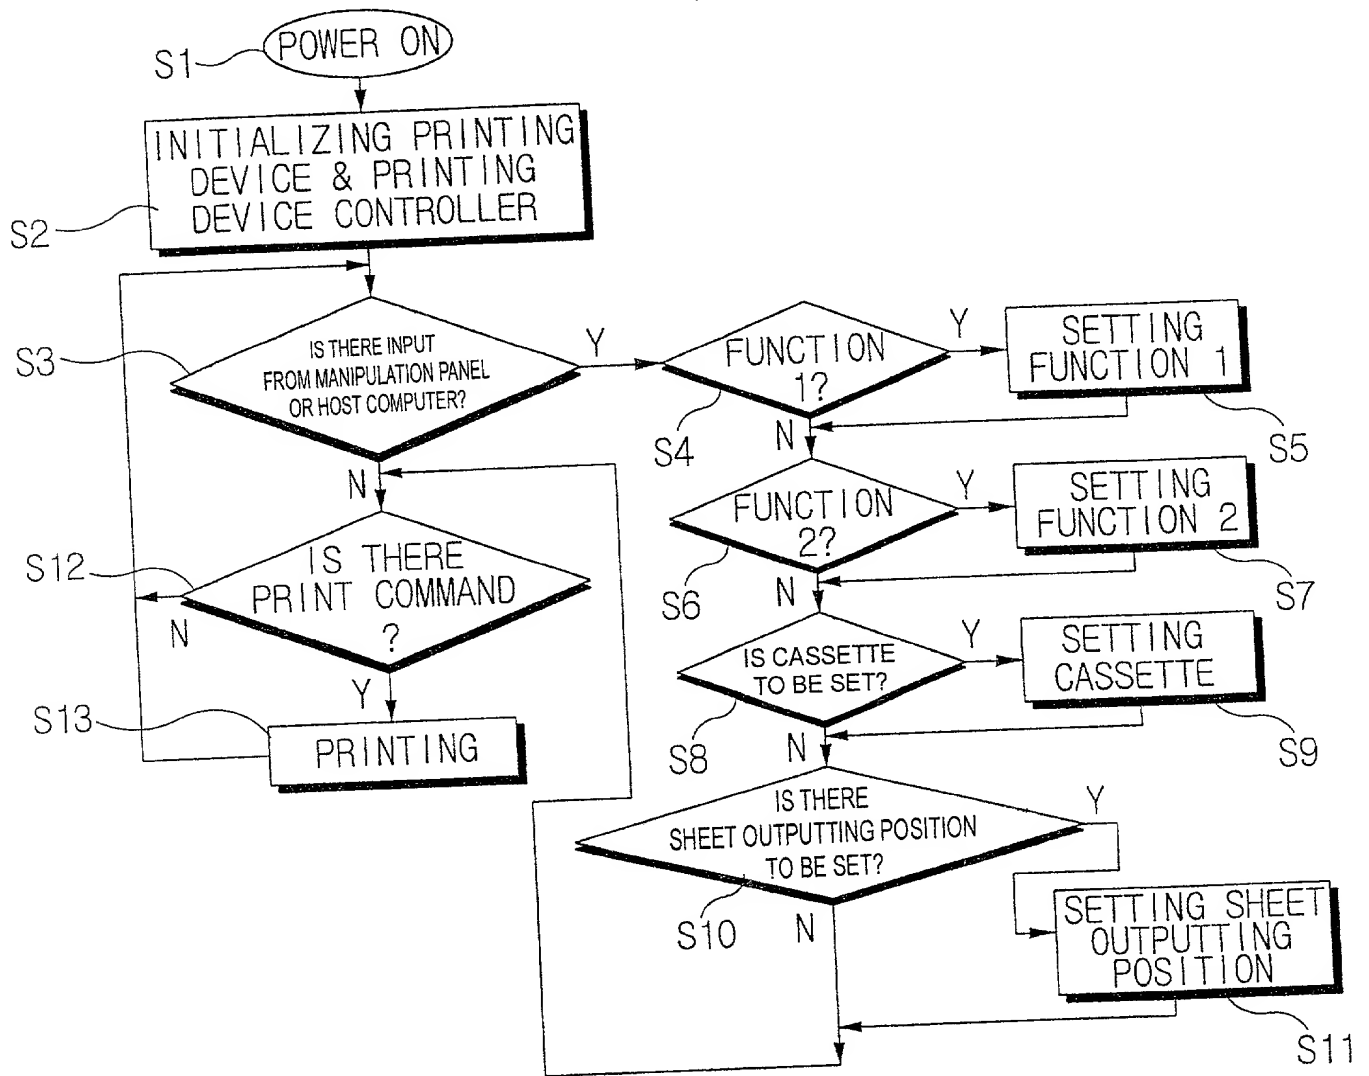 S1
POWER ON
INITIALIZING PRINTING
DEVICE & PRINTING
DEVICE CONTROLLER
S2
S3
IS THERE INPUT
FROM MANIPULATION PANEL
OR HOST COMPUTER?
Y
N
FUNCTION
1?
S4
Y
N
SETTING
FUNCTION 1
S5
FUNCTION
2?
S6
Y
N
SETTING
FUNCTION 2
S7
IS CASSETTE
TO BE SET?
S8
Y
N
SETTING
CASSETTE
S9
IS THERE
SHEET OUTPUTTING POSITION
TO BE SET?
S10
Y
N
SETTING SHEET
OUTPUTTING
POSITION
S11
S12
IS THERE
PRINT COMMAND
?
N
Y
S13
PRINTING